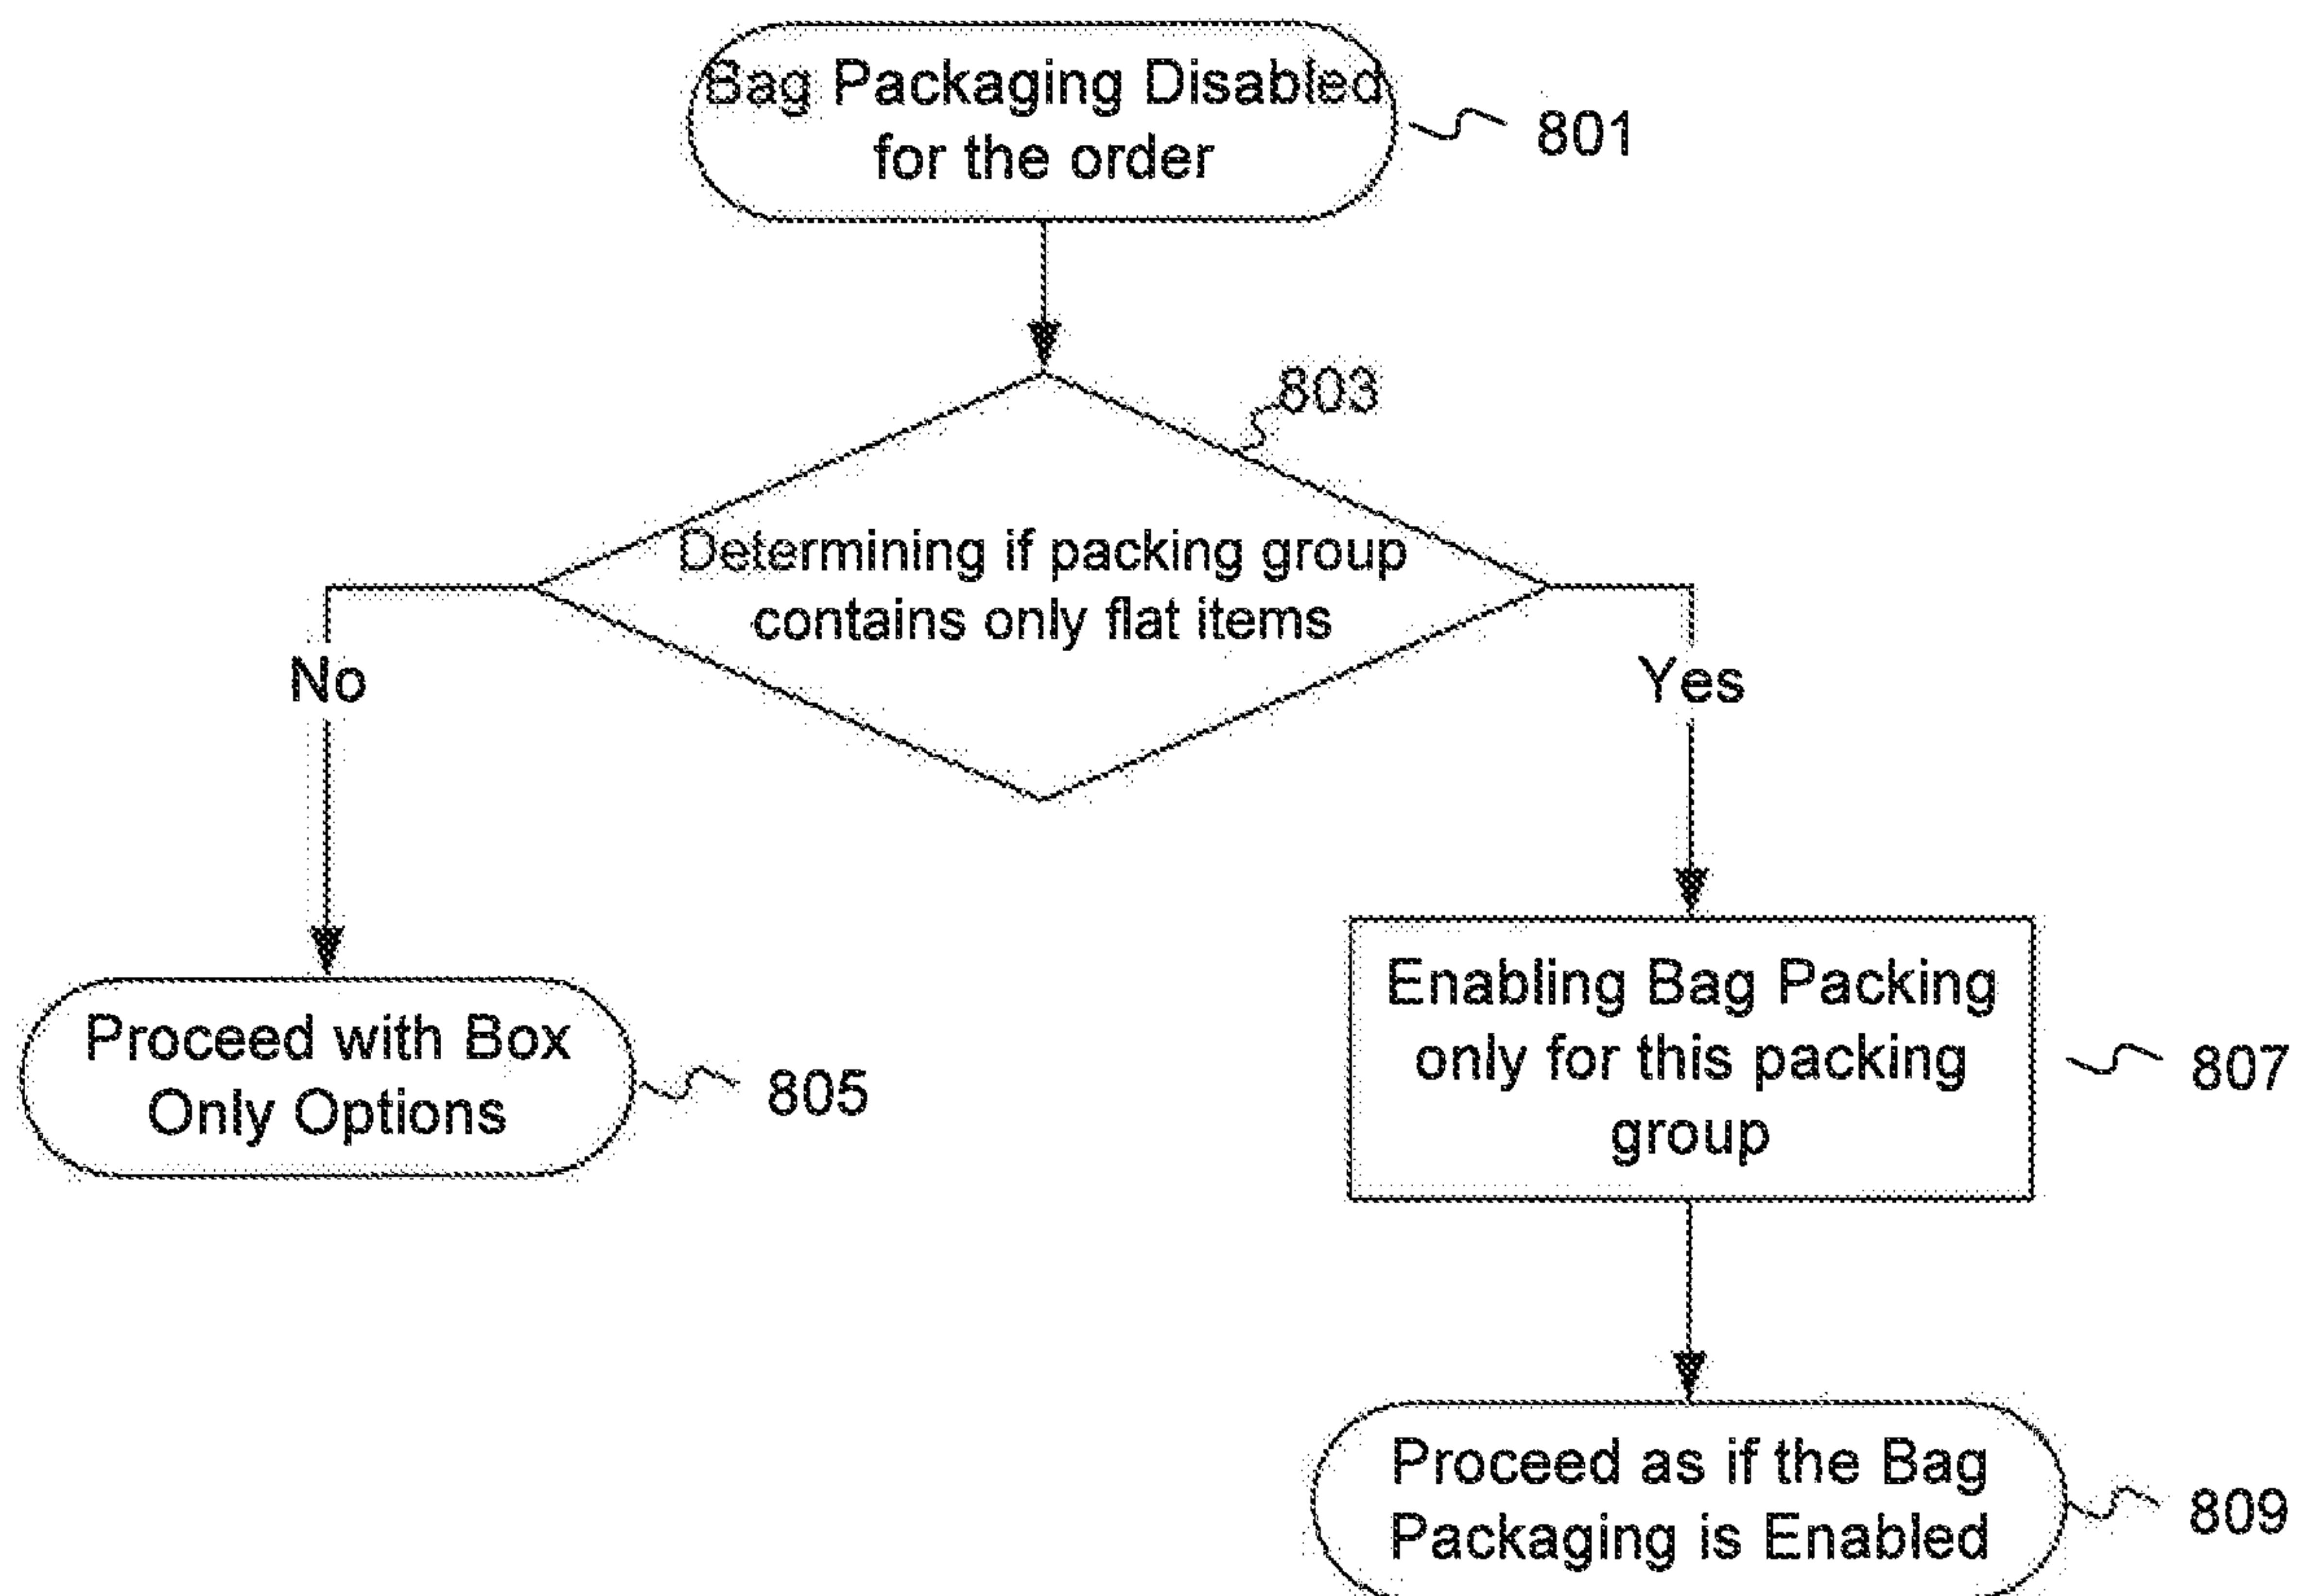 Bag Packaging Disabled
for the order
801
803
Determining if packing group
contains only flat items
No
Yes
Proceed with Box
Only Options
805
Enabling Bag Packing
only for this packing
group
807
Proceed as if the Bag
Packaging is Enabled
809